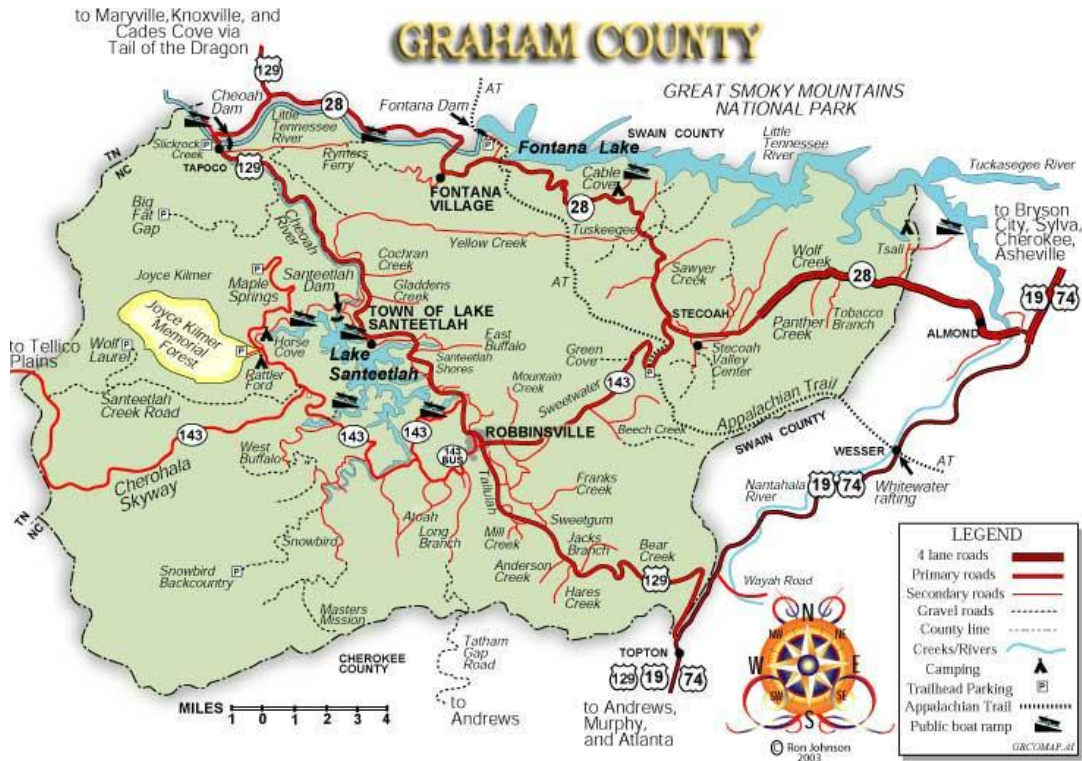 GRAHAM COUNTY
to Maryville, Knoxville, and
Cades Cove via
Tail of the Dragon
129
Cheoah
Dam
28
Little
Tennessee
River
Fontana Dam
AT
GREAT SMOKY MOUNTAINS
NATIONAL PARK
SWAIN COUNTY
Little
Tennessee
River
Tuckasegee River
Fontana Lake
Slickrock
Creek
P
TN
NC
TAPOCO
129
Rymers
Ferry
P
FONTANA
VILLAGE
Cable
Cove
28
Tuskeegee
to Bryson
City, Sylva,
Cherokee,
Asheville
Big
Fat
Gap
P
Cheoah
River
Yellow Creek
Tsali
Wolf
Creek
28
19
74
Cochran
Creek
Sawyer
Creek
Joyce Kilmer
Maple
Springs
P
Santeetlah
Dam
Gladdens
Creek
AT
TOWN OF LAKE
SANTEETLAH
STECOAH
Panther
Creek
Tobacco
Branch
ALMOND
Joyce Kilmer
Memorial
Forest
P
Horse
Cove
East
Buffalo
Lake
Santeetlah
Santeetlah
Shores
Green
Cove
Stecoah
Valley
Center
to Tellico
Plains
Wolf
Laurel
P
Rattler
Ford
Mountain
Creek
143
P
Sweetwater
Santeetlah
Creek Road
Appalachian Trail
Beech Creek
143
143
143
ROBBINSVILLE
143
BUS
SWAIN COUNTY
WESSER
AT
West
Buffalo
Cherohala
Skyway
Tallulah
Franks
Creek
Nantahala
River
19
74
Whitewater
rafting
TN
NC
Snowbird
Atoah
Long
Branch
Mill
Creek
Sweetgum
Jacks
Branch
Bear
Creek
Anderson
Creek
129
Snowbird
Backcountry
P
Hares
Creek
Wayah Road
Masters
Mission
CHEROKEE
COUNTY
Tatham
Gap
Road
TOPTON
129
19
74
to
Andrews
to Andrews,
Murphy,
and Atlanta
MILES
1 0 1 2 3 4
N
NW
NE
W
E
SW
SE
S
© Ron Johnson
2003
LEGEND
4 lane roads
Primary roads
Secondary roads
Gravel roads
County line
Creeks/Rivers
Camping
Trailhead Parking P
Appalachian Trail
Public boat ramp
GRCOMAP.AI